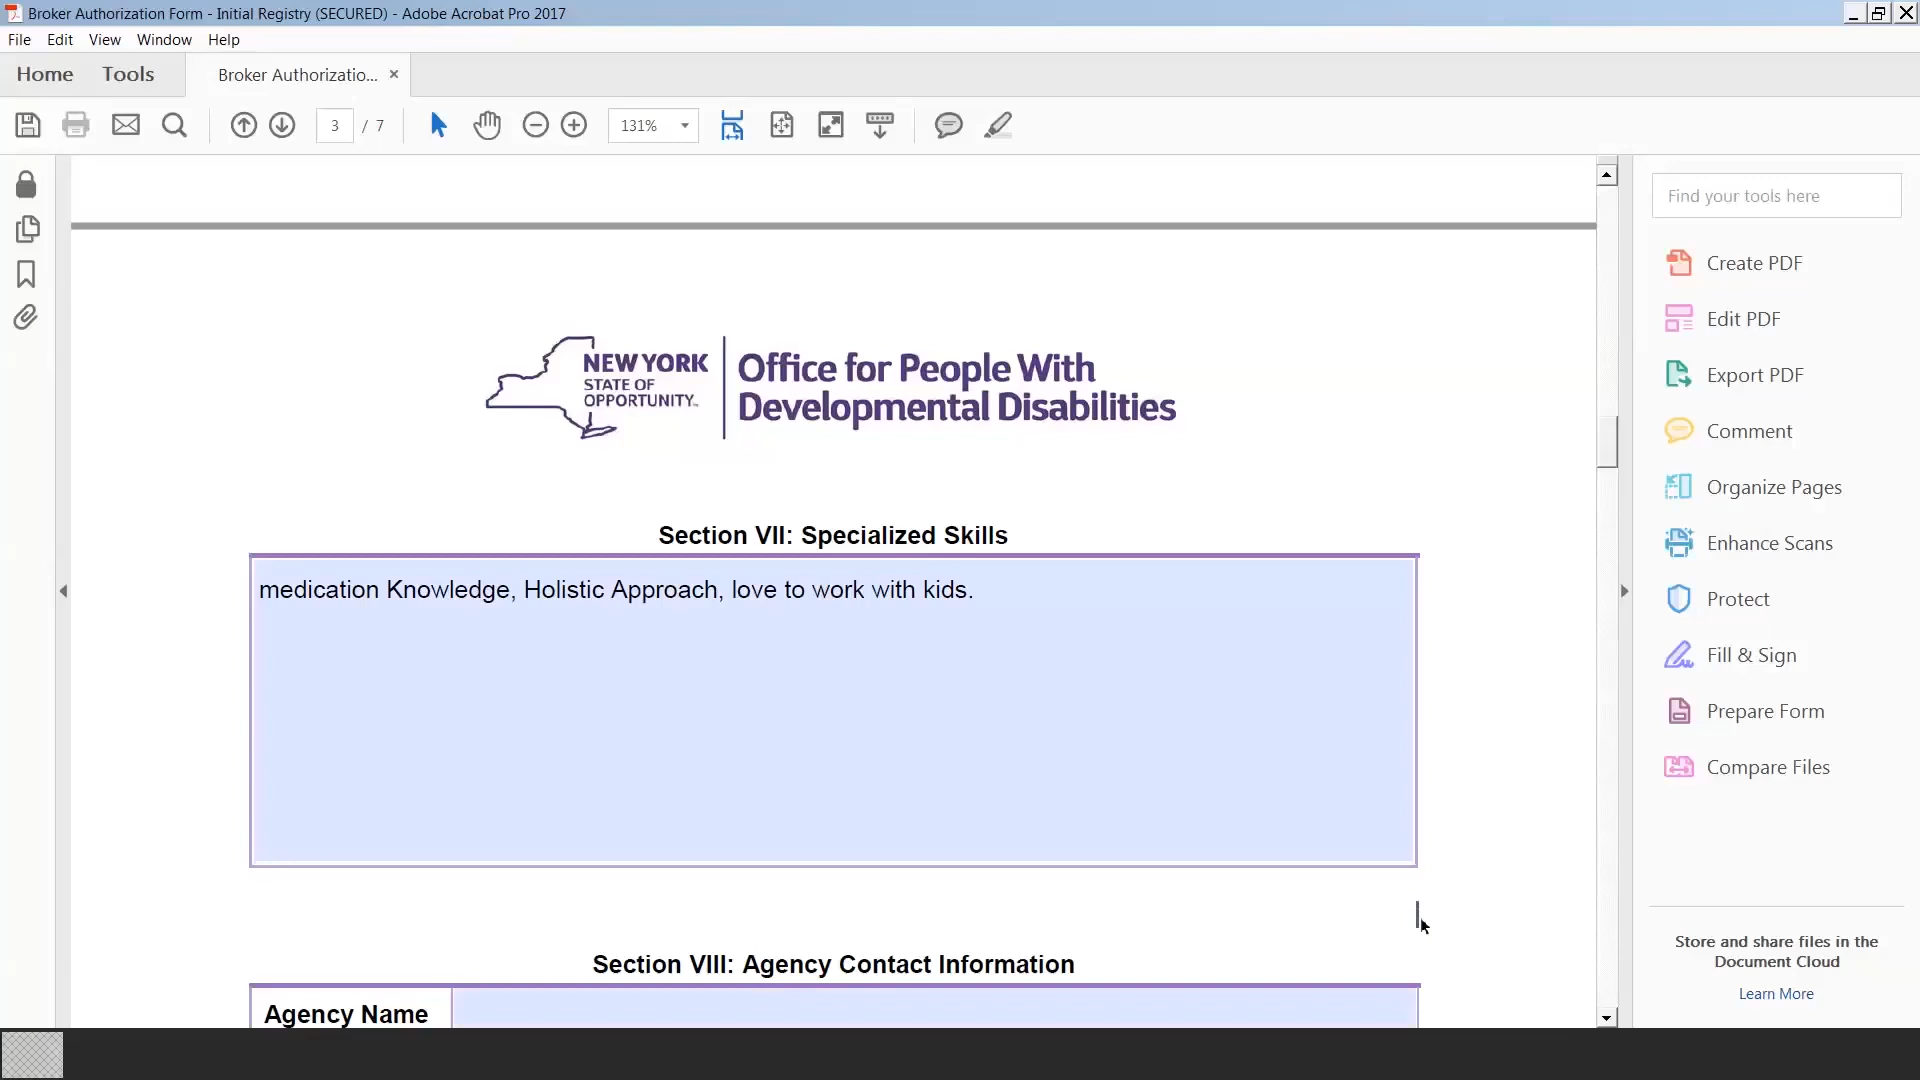 Broker Authorization Form - Initial Registry (SECURED) - Adobe Acrobat Pro 2017
File Edit View Window Help
Home Tools Broker Authorizatio... ×
3 / 7 131%
Find your tools here
Create PDF
Edit PDF
Export PDF
Comment
Organize Pages
Enhance Scans
Protect
Fill & Sign
Prepare Form
Compare Files
Store and share files in the
Document Cloud
Learn More
NEW YORK
STATE OF
OPPORTUNITY™
Office for People With
Developmental Disabilities
Section VII: Specialized Skills
medication Knowledge, Holistic Approach, love to work with kids.
Section VIII: Agency Contact Information
Agency Name